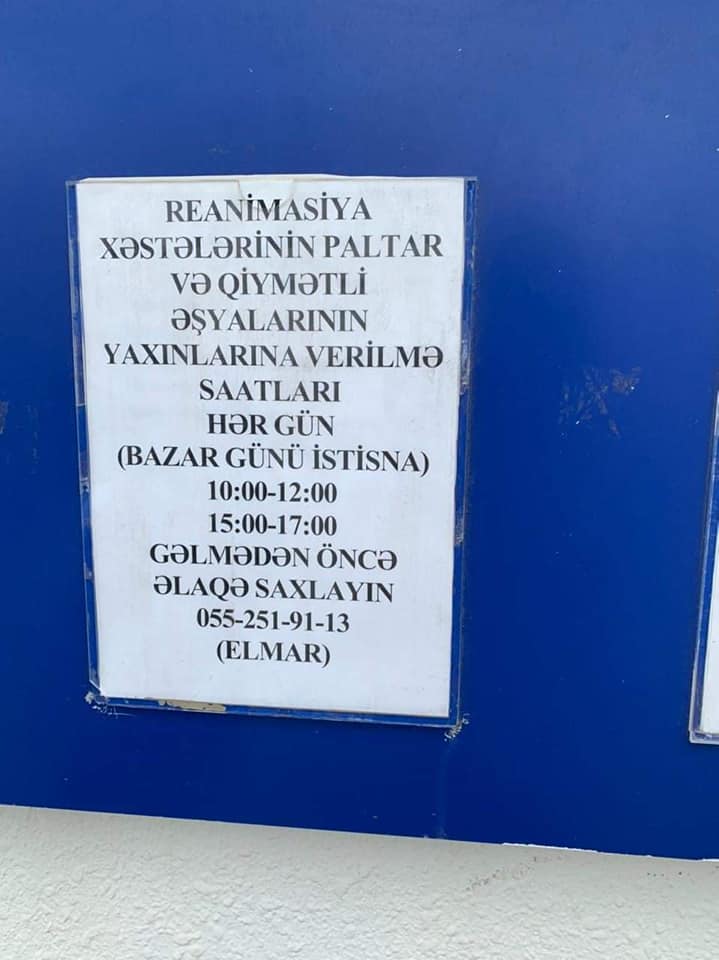 REANİMASİYA
XƏSTƏLƏRİNİN PALTAR
VƏ QİYMƏTLİ
ƏŞYALARININ
YAXINLARINA VERİLMƏ
SAATLARI
HƏR GÜN
(BAZAR GÜNÜ İSTİSNA)
10:00-12:00
15:00-17:00
GƏLMƏDƏN ÖNCƏ
ƏLAQƏ SAXLAYIN
055-251-91-13
(ELMAR)